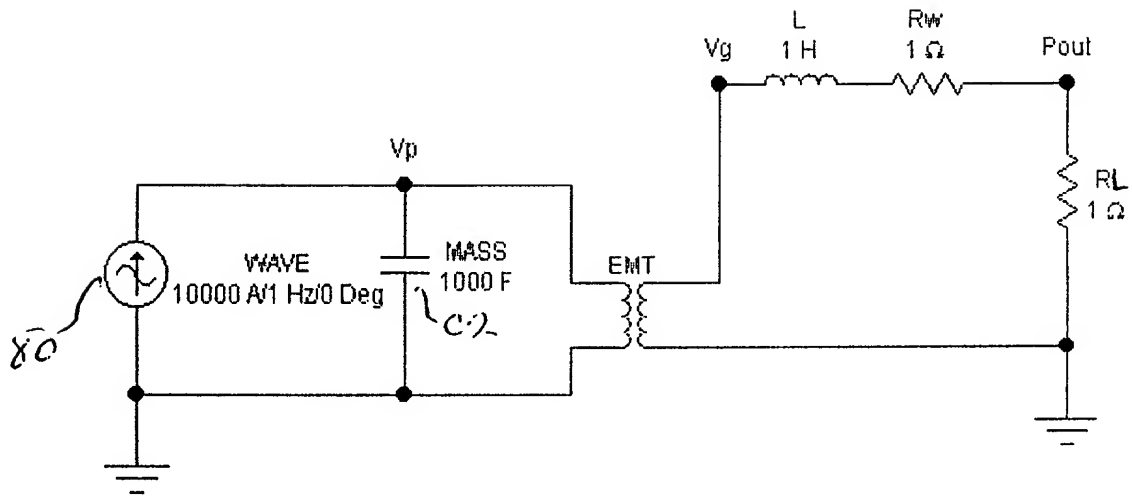 L
1 H
Rw
1 Ω
Vg
Pout
Vp
RL
1 Ω
MASS
1000 F
EMT
WAVE
10000 A/1 Hz/0 Deg